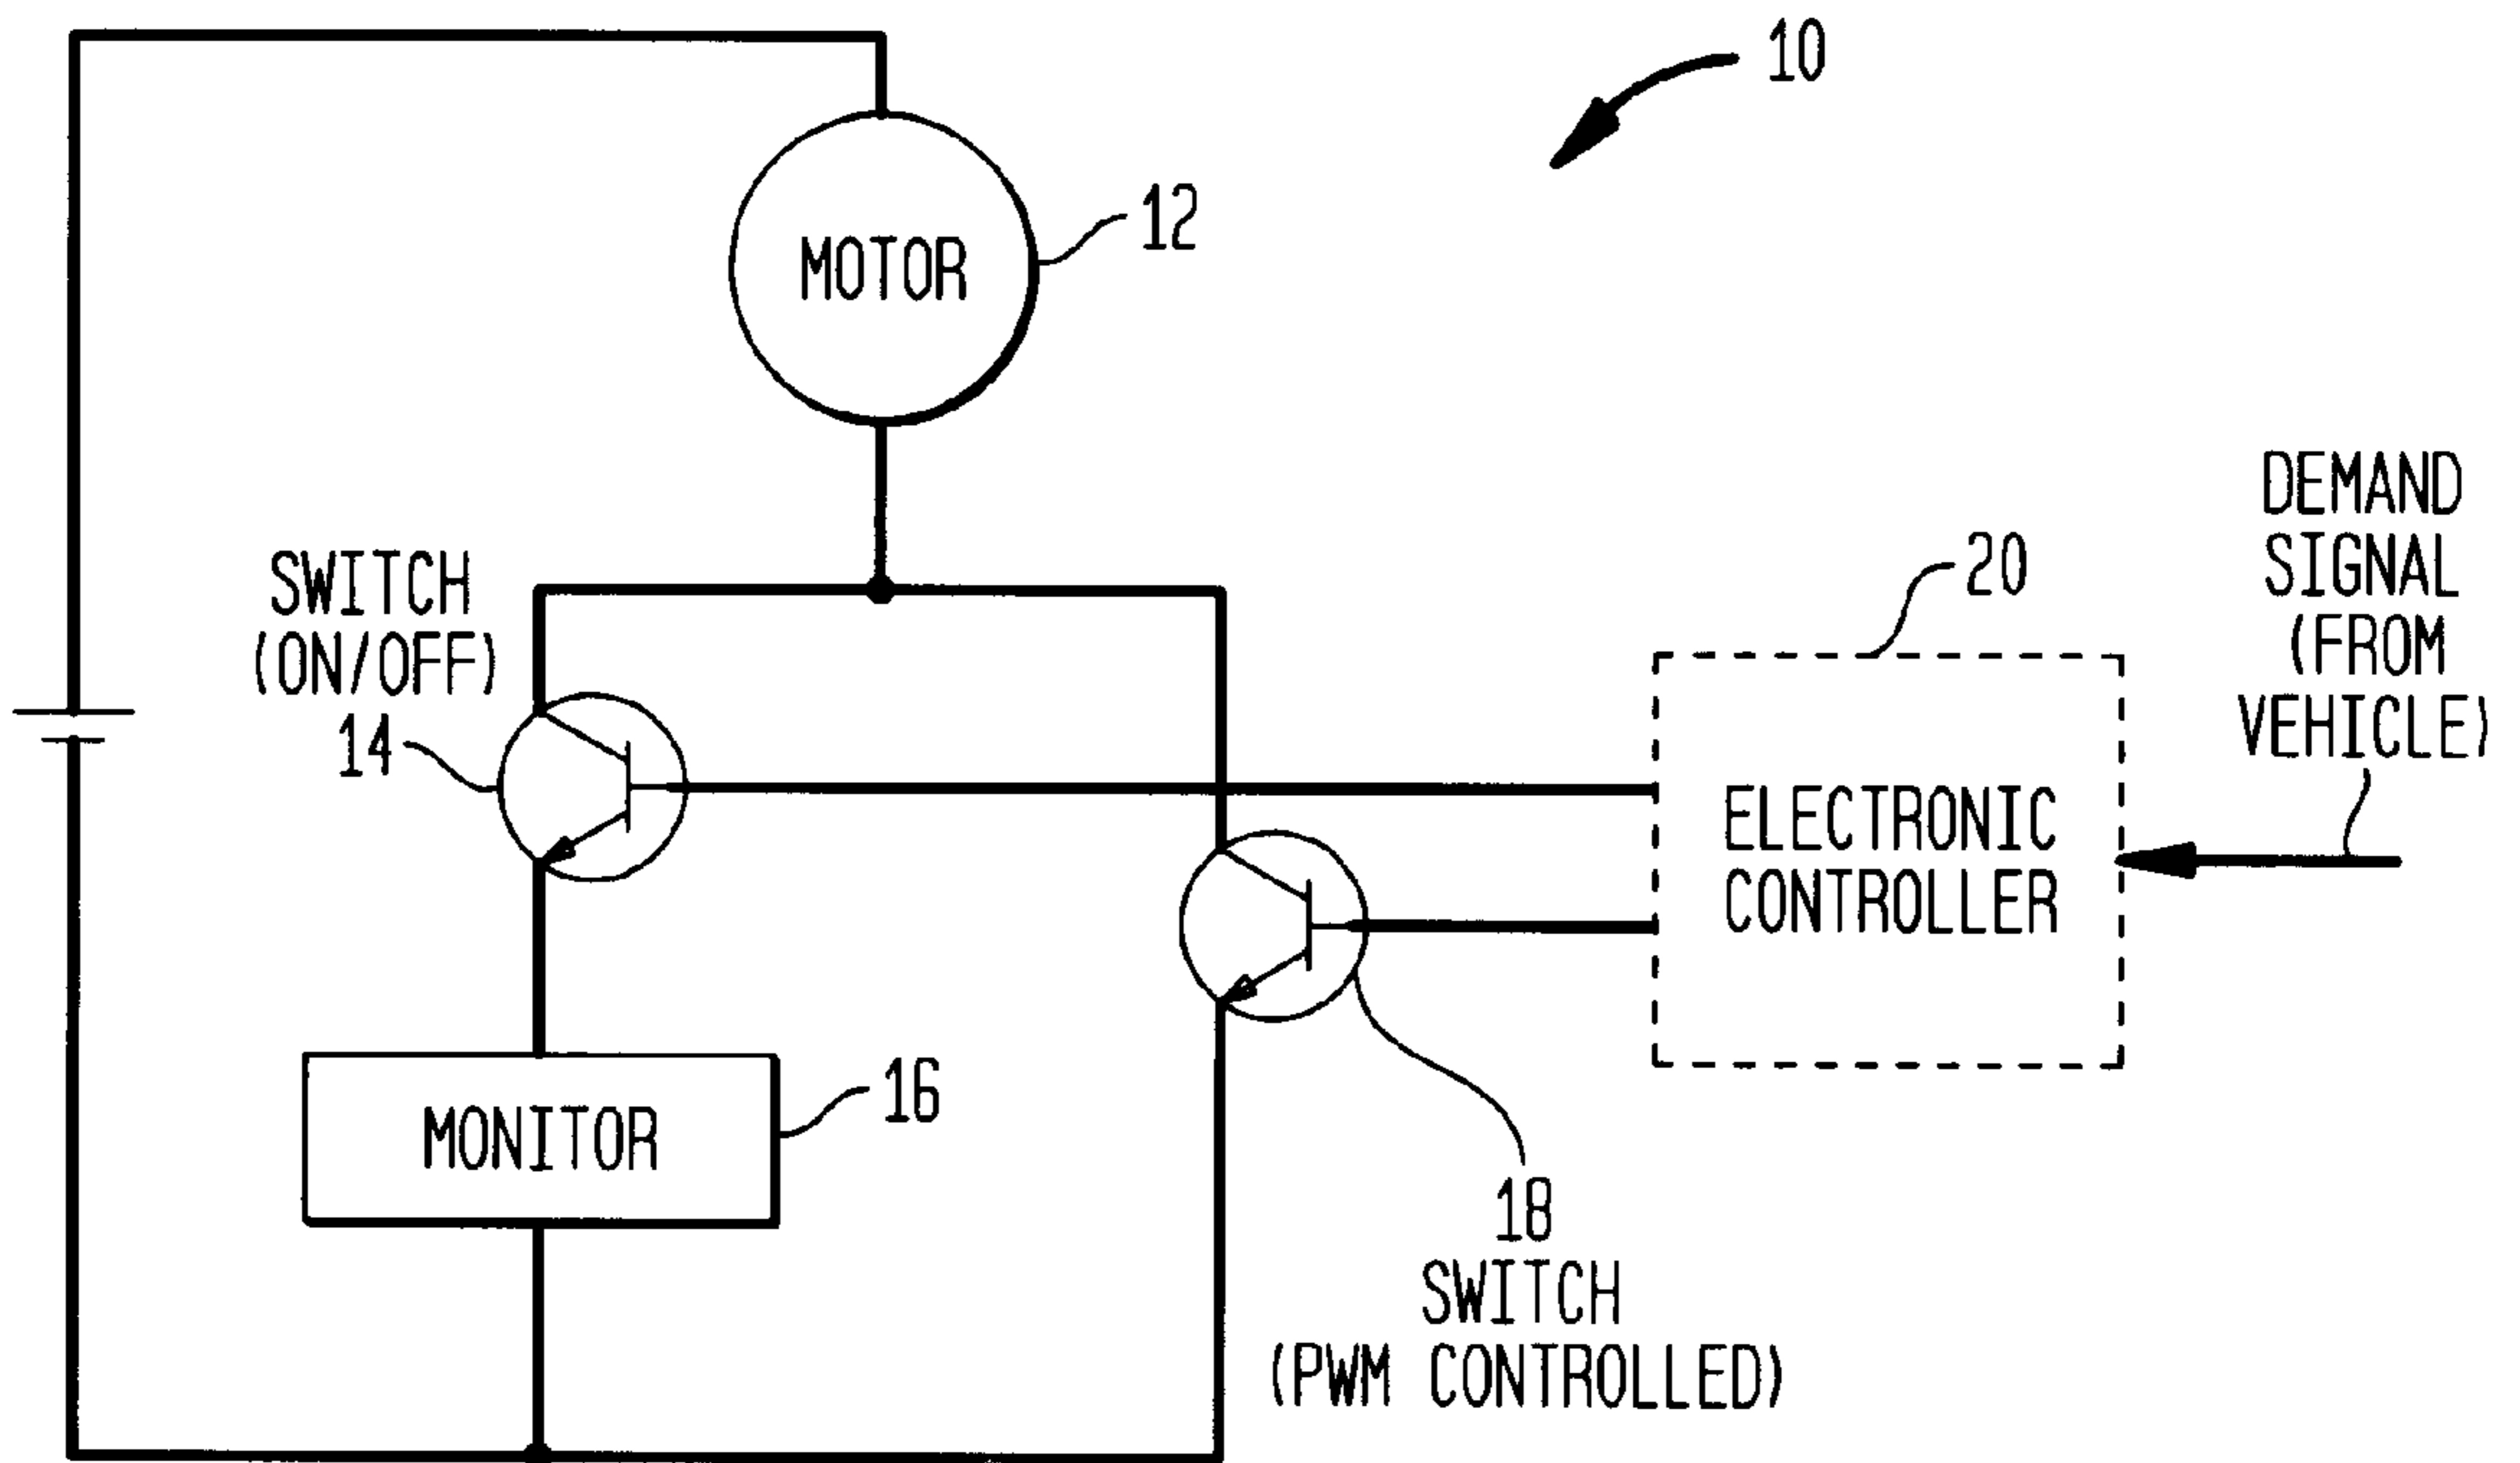 10
12
MOTOR
DEMAND
SIGNAL
(FROM
VEHICLE)
20
SWITCH
(ON/OFF)
14
ELECTRONIC
CONTROLLER
16
MONITOR
18
SWITCH
(PWM CONTROLLED)